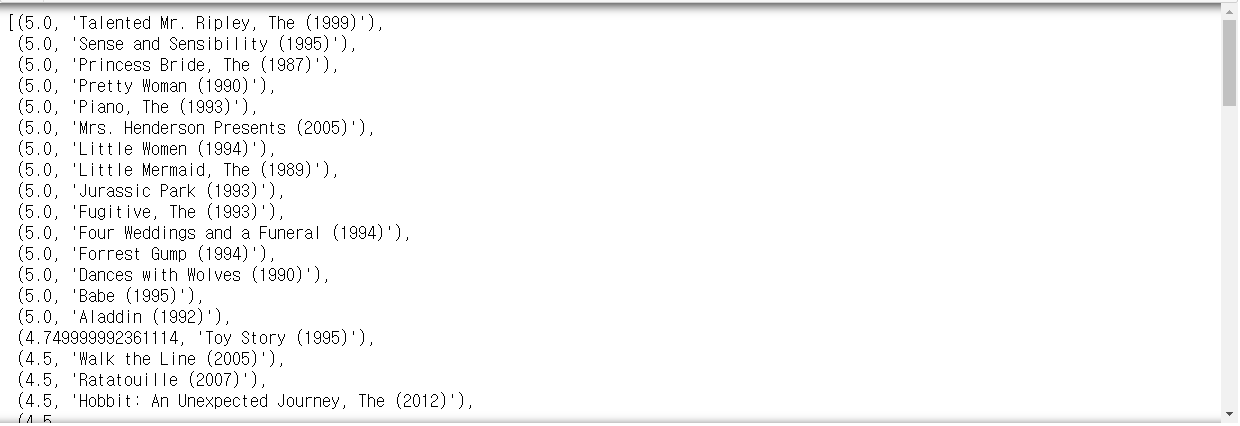 [(5.0, 'Talented Mr. Ripley, The (1999)'),
(5.0, 'Sense and Sensibility (1995)'),
(5.0, 'Princess Bride, The (1987)'),
(5.0, 'Pretty Woman (1990)'),
(5.0, 'Piano, The (1993)'),
(5.0, 'Mrs. Henderson Presents (2005)'),
(5.0, 'Little Women (1994)'),
(5.0, 'Little Mermaid, The (1989)'),
(5.0, 'Jurassic Park (1993)'),
(5.0, 'Fugitive, The (1993)'),
(5.0, 'Four Weddings and a Funeral (1994)'),
(5.0, 'Forrest Gump (1994)'),
(5.0, 'Dances with Wolves (1990)'),
(5.0, 'Babe (1995)'),
(5.0, 'Aladdin (1992)'),
(4.749999992361114, 'Toy Story (1995)'),
(4.5, 'Walk the Line (2005)'),
(4.5, 'Ratatouille (2007)'),
(4.5, 'Hobbit: An Unexpected Journey, The (2012)'),
(4.5